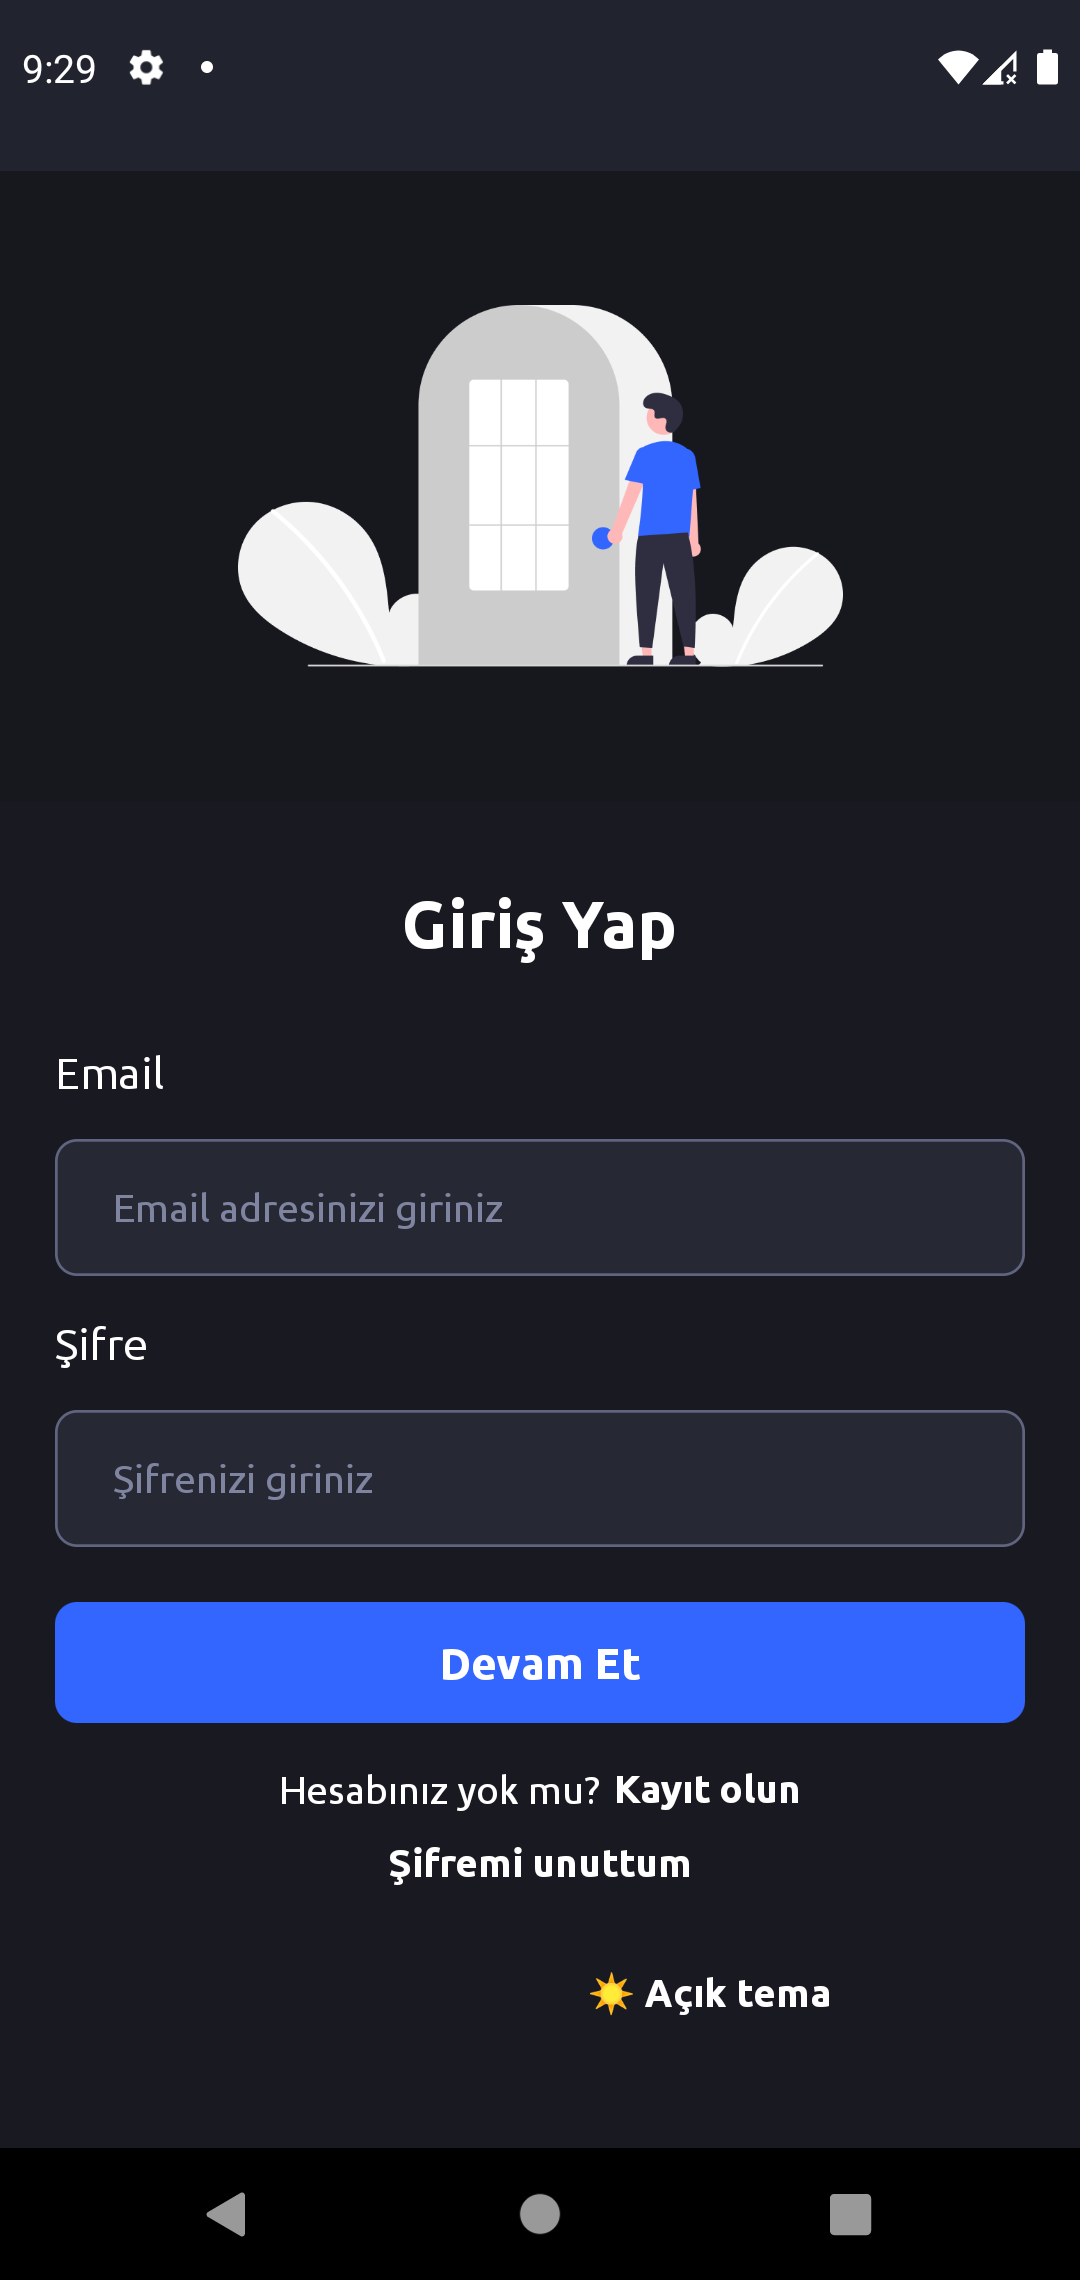 9:29
Giriş Yap
Email
Email adresinizi giriniz
Şifre
Şifrenizi giriniz
Devam Et
Hesabınız yok mu? Kayıt olun
Şifremi unuttum
☀️ Açık tema